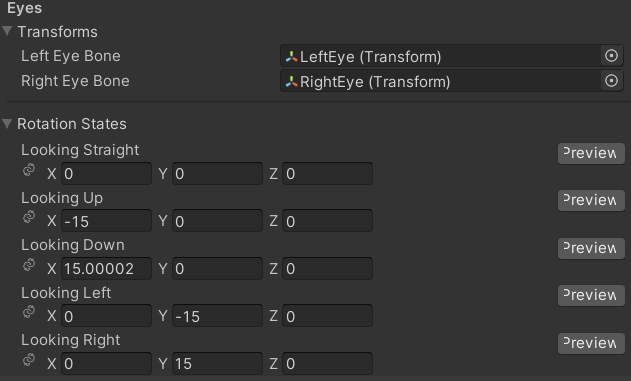 Eyes
Transforms
Left Eye Bone LeftEye (Transform)
Right Eye Bone RightEye (Transform)
Rotation States
Looking Straight Preview
X 0 Y 0 Z 0
Looking Up Preview
X -15 Y 0 Z 0
Looking Down Preview
X 15.00002 Y 0 Z 0
Looking Left Preview
X 0 Y -15 Z 0
Looking Right Preview
X 0 Y 15 Z 0